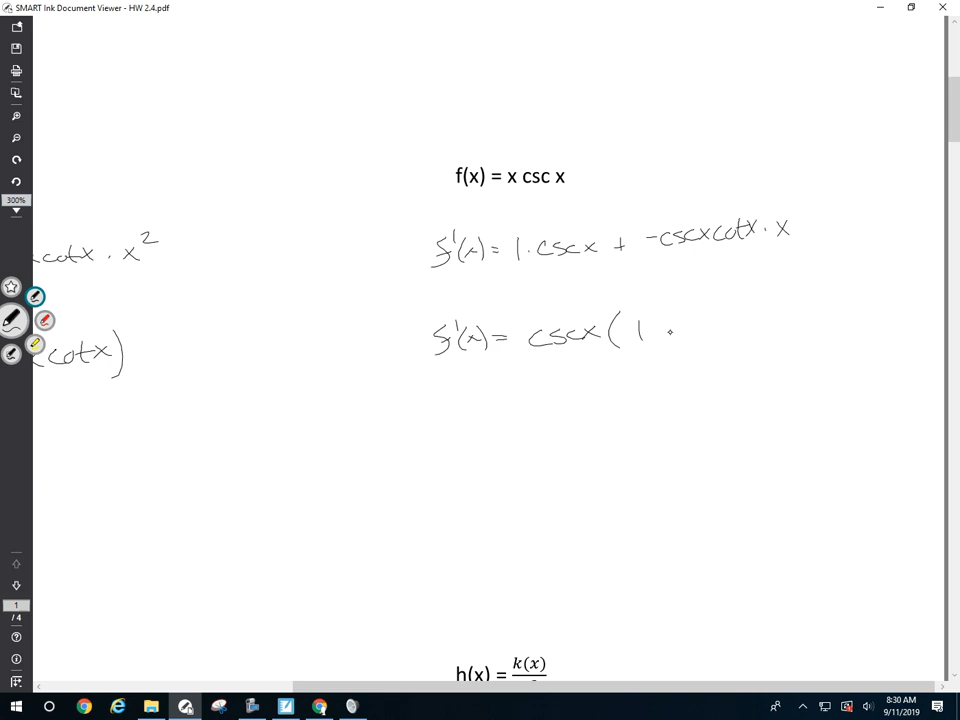 SMART Ink Document Viewer - HW 2.4.pdf
300%
f(x) = x csc x
cotx · x²
f'(x) = 1 · cscx + -cscxcotx · x
cotx)
f'(x) = cscx ( 1
h(x) = k(x)
1
/ 4
8:30 AM
9/11/2019